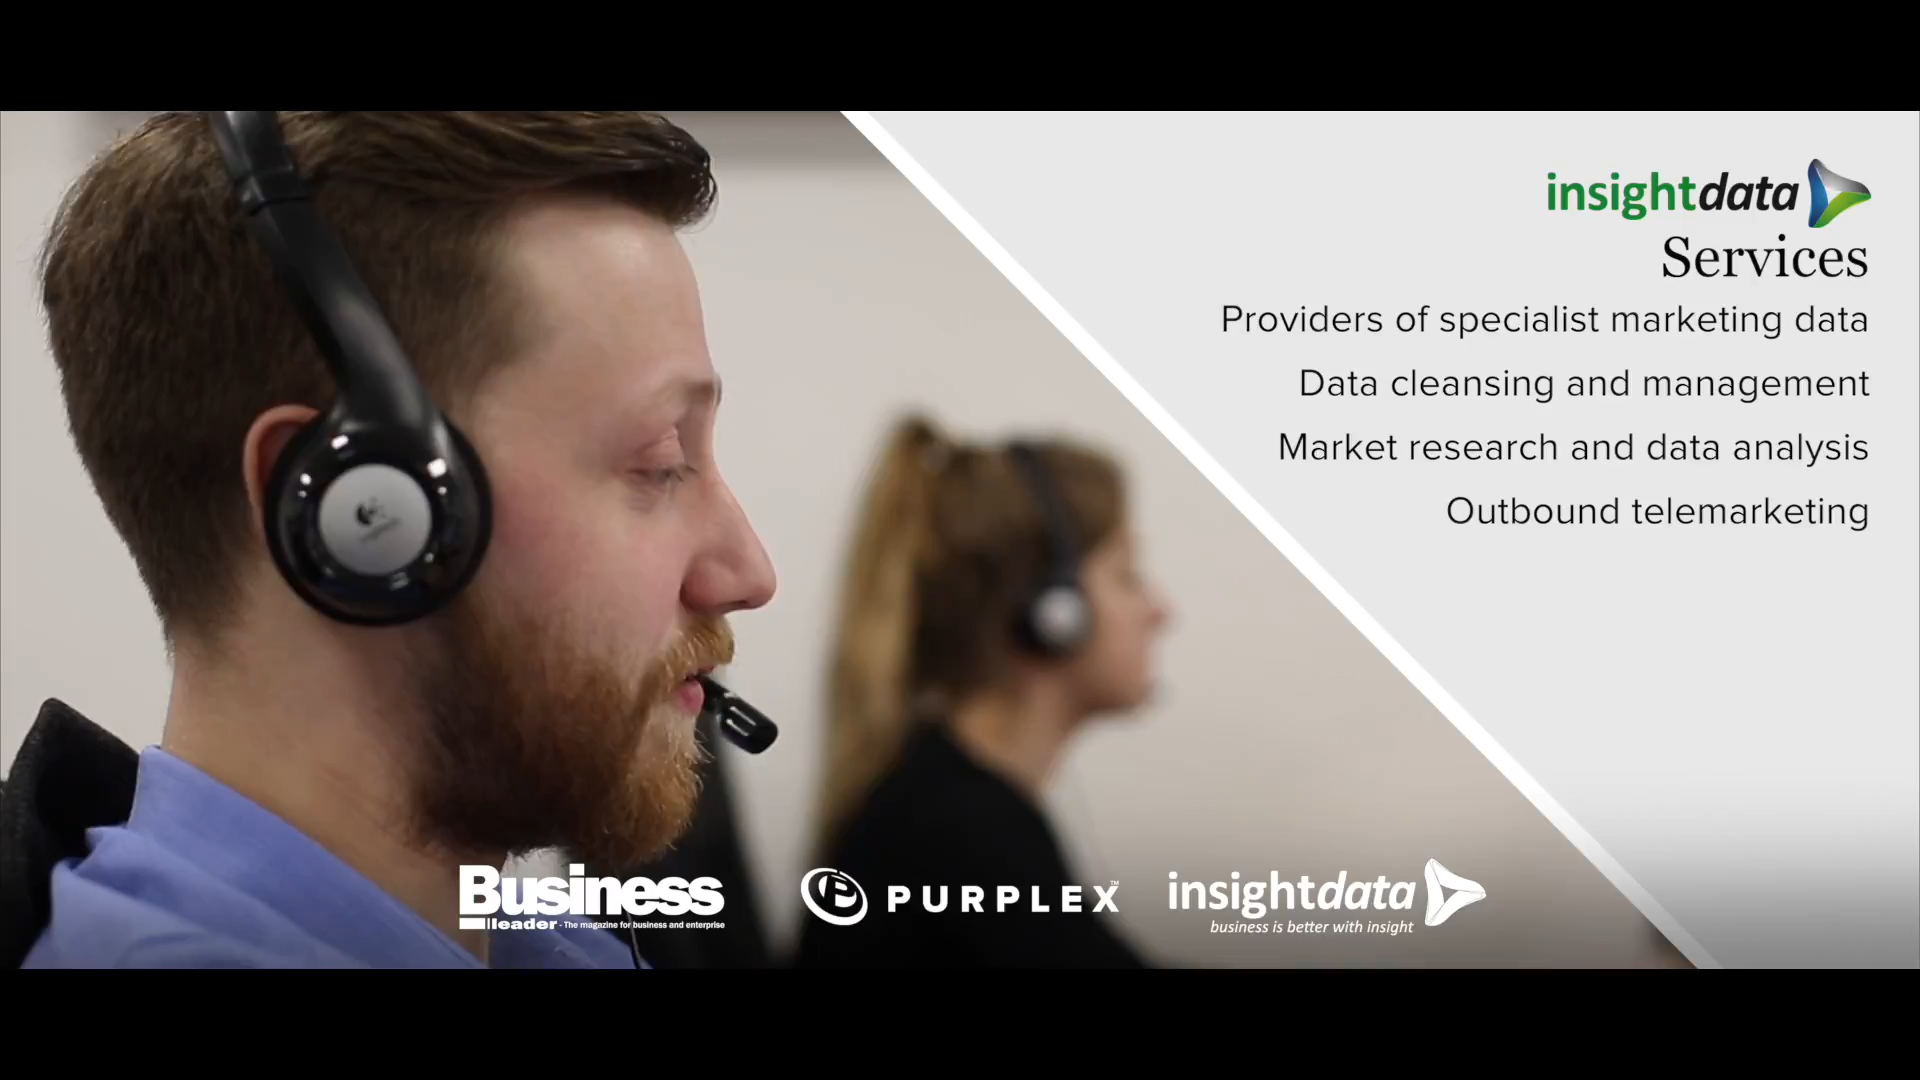 insightdata
Services
Providers of specialist marketing data
Data cleansing and management
Market research and data analysis
Outbound telemarketing
Business
leader - The magazine for business and enterprise
PURPLEX™
insightdata
business is better with insight